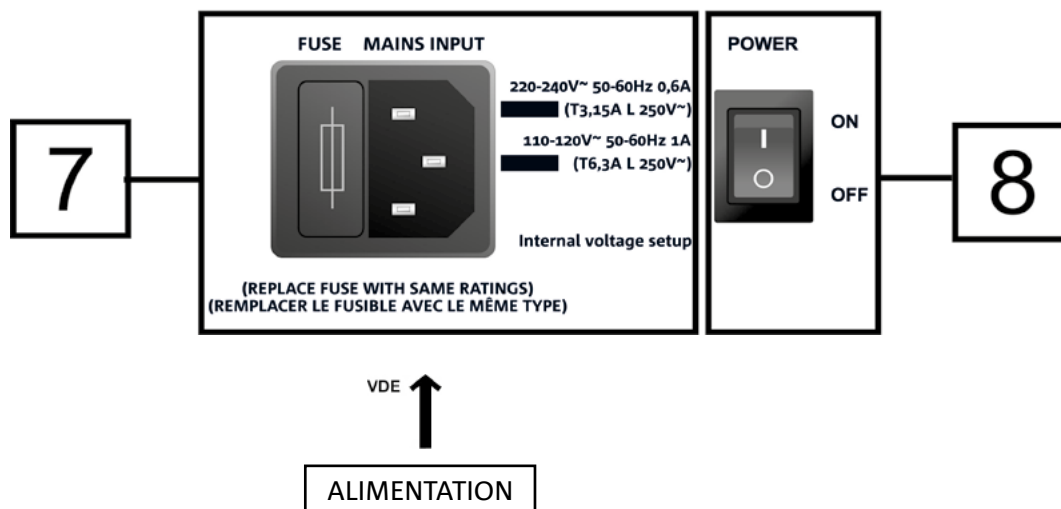 FUSE MAINS INPUT
220-240V~ 50-60Hz 0,6A
(T3,15A L 250V~)
110-120V~ 50-60Hz 1A
(T6,3A L 250V~)
Internal voltage setup
(REPLACE FUSE WITH SAME RATINGS)
(REMPLACER LE FUSIBLE AVEC LE MÊME TYPE)
7
POWER
I
O
ON
OFF
8
VDE
ALIMENTATION